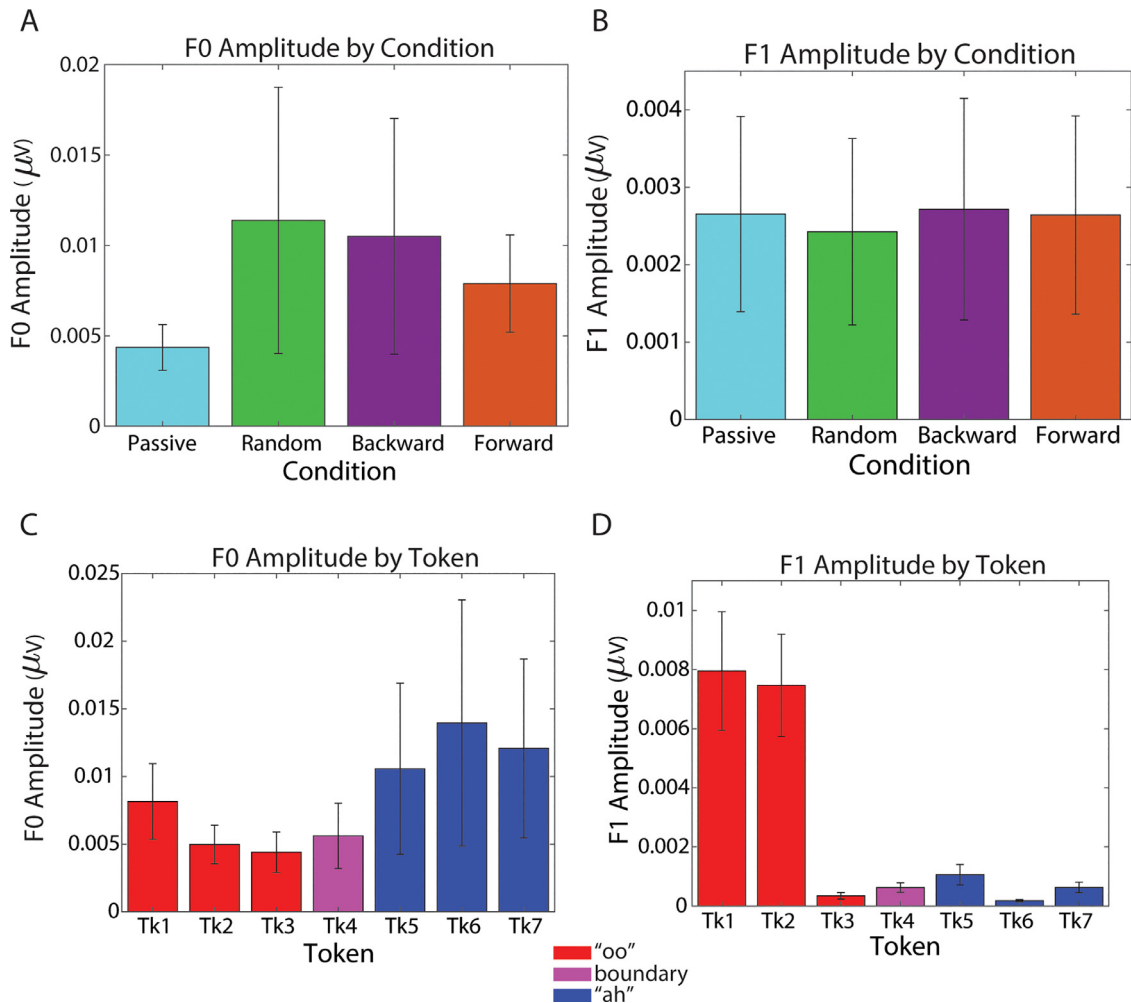 A
F0 Amplitude by Condition
F0 Amplitude (μV)
0.02
0.015
0.01
0.005
0
Passive Random Backward Forward
Condition
B
F1 Amplitude by Condition
F1 Amplitude (μV)
0.004
0.003
0.002
0.001
0
Passive Random Backward Forward
Condition
C
F0 Amplitude by Token
F0 Amplitude (μV)
0.025
0.02
0.015
0.01
0.005
0
Tk1 Tk2 Tk3 Tk4 Tk5 Tk6 Tk7
Token
D
F1 Amplitude by Token
F1 Amplitude (μV)
0.01
0.008
0.006
0.004
0.002
0
Tk1 Tk2 Tk3 Tk4 Tk5 Tk6 Tk7
Token
“oo”
boundary
“ah”